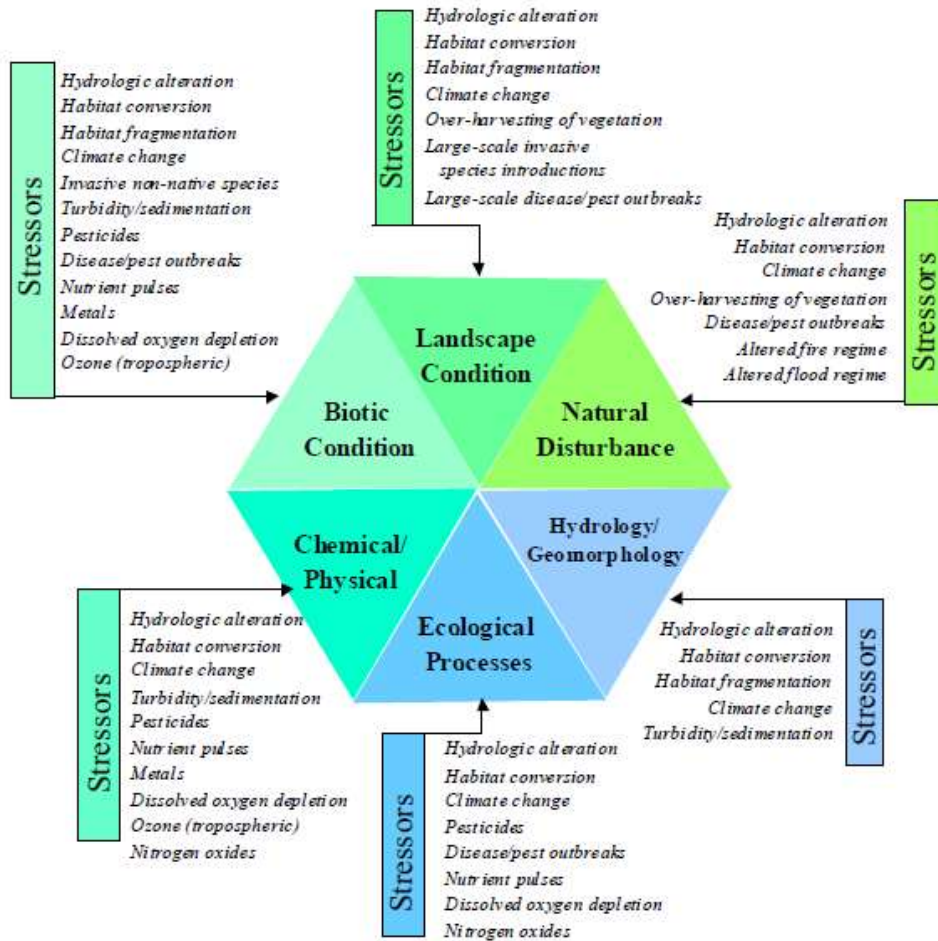 Stressors
Hydrologic alteration
Habitat conversion
Habitat fragmentation
Climate change
Over-harvesting of vegetation
Large-scale invasive
species introductions
Large-scale disease/pest outbreaks
Stressors
Hydrologic alteration
Habitat conversion
Habitat fragmentation
Climate change
Invasive non-native species
Turbidity/sedimentation
Pesticides
Disease/pest outbreaks
Nutrient pulses
Metals
Dissolved oxygen depletion
Ozone (tropospheric)
Hydrologic alteration
Habitat conversion
Climate change
Over-harvesting of vegetation
Disease/pest outbreaks
Altered fire regime
Altered flood regime
Stressors
Landscape
Condition
Biotic
Condition
Natural
Disturbance
Chemical/
Physical
Ecological
Processes
Hydrology/
Geomorphology
Stressors
Hydrologic alteration
Habitat conversion
Climate change
Turbidity/sedimentation
Pesticides
Nutrient pulses
Metals
Dissolved oxygen depletion
Ozone (tropospheric)
Nitrogen oxides
Stressors
Hydrologic alteration
Habitat conversion
Climate change
Pesticides
Disease/pest outbreaks
Nutrient pulses
Dissolved oxygen depletion
Nitrogen oxides
Hydrologic alteration
Habitat conversion
Habitat fragmentation
Climate change
Turbidity/sedimentation
Stressors